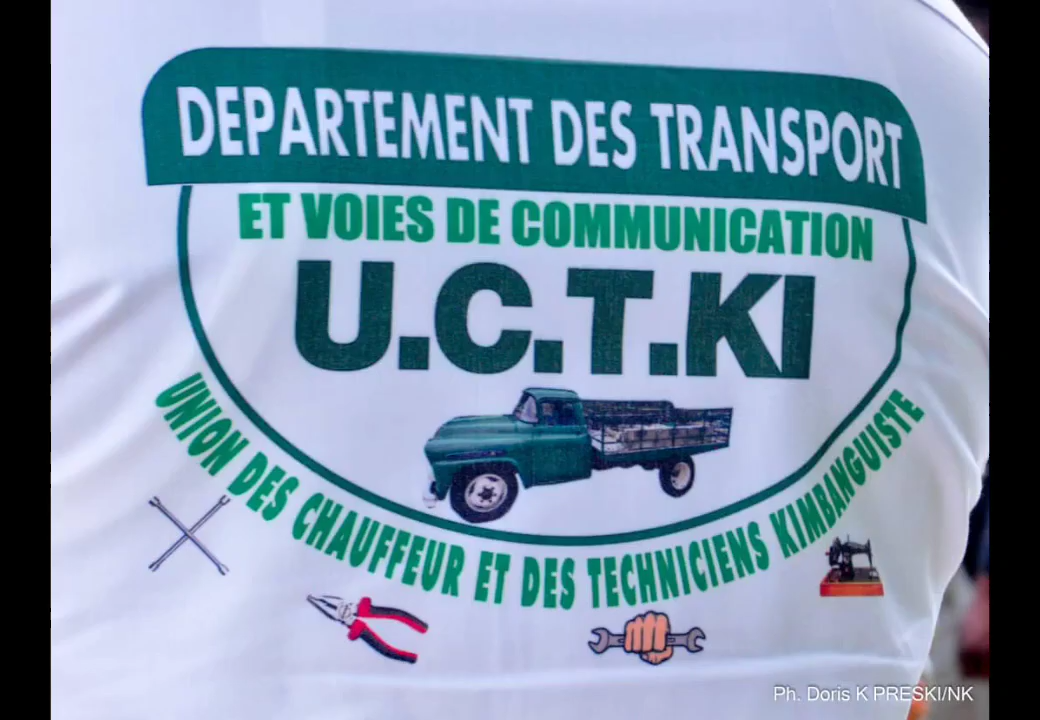 DEPARTEMENT DES TRANSPORT
ET VOIES DE COMMUNICATION
U.C.T.KI
UNION DES CHAUFFEUR ET DES TECHNICIENS KIMBANGUISTE
Ph. Doris K PRESKI/NK